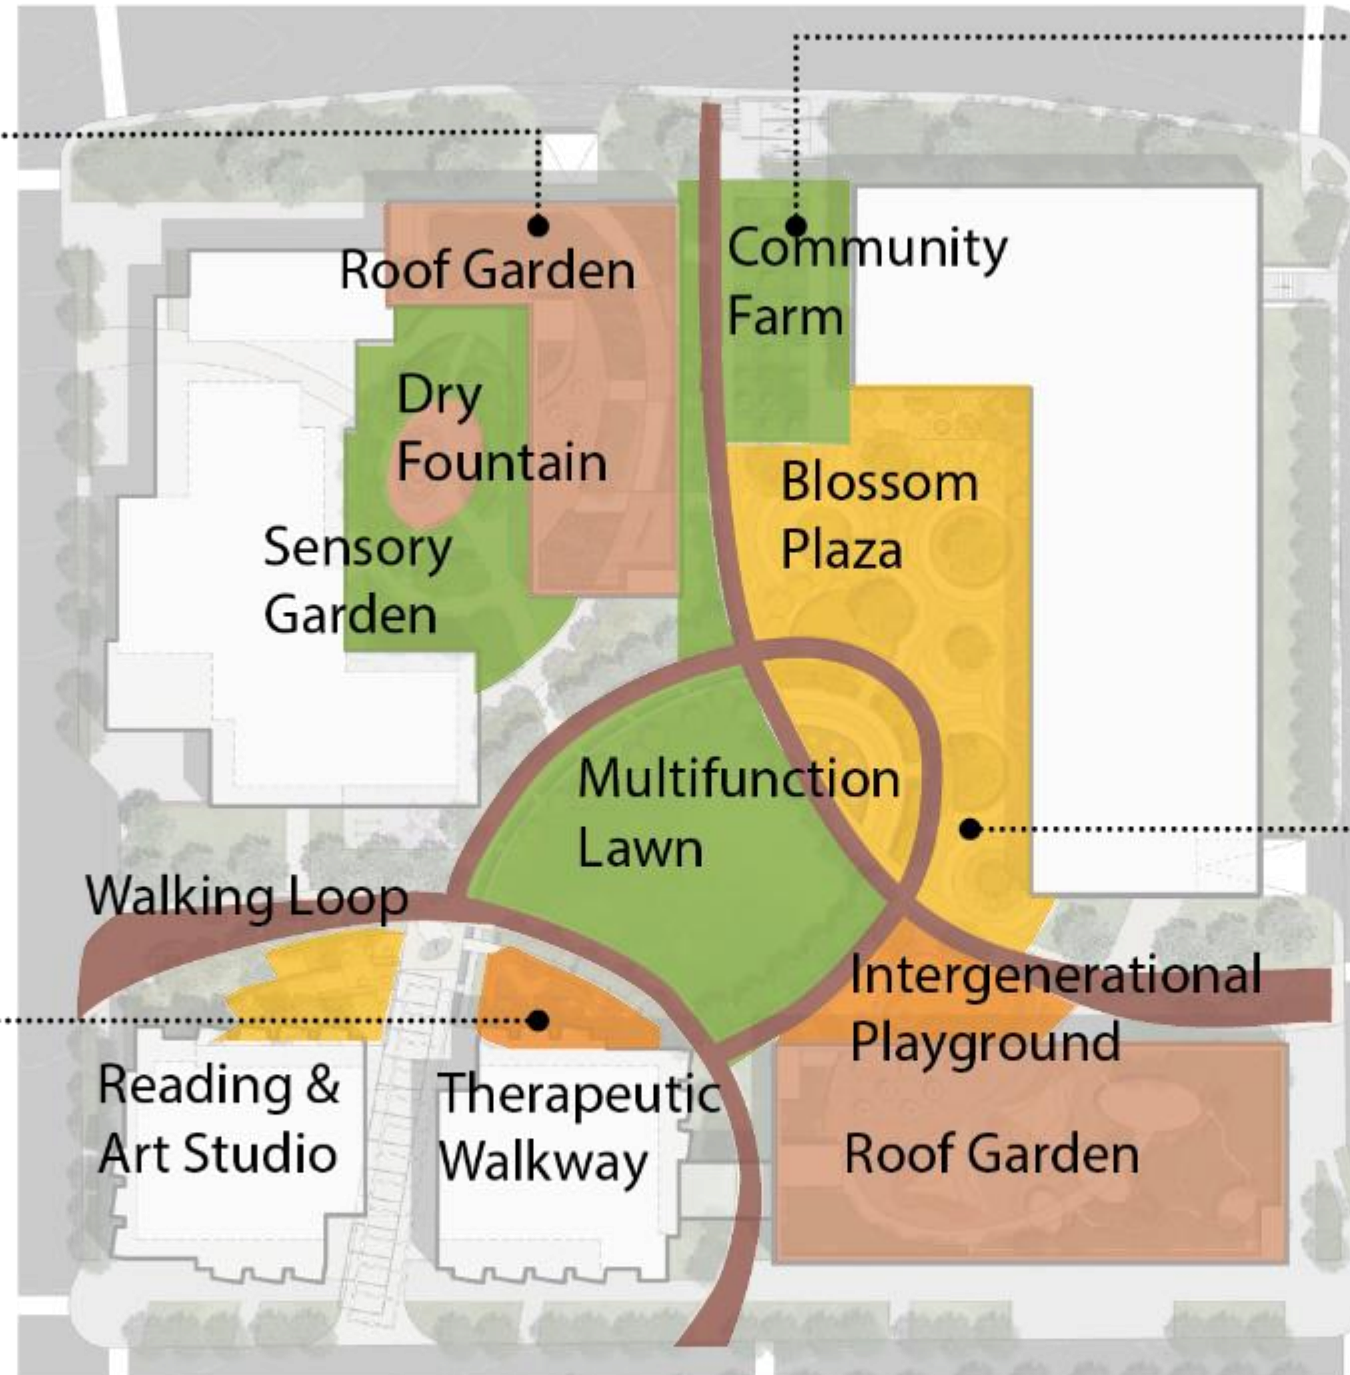 Roof Garden
Community
Farm
Dry
Fountain
Blossom
Plaza
Sensory
Garden
Multifunction
Lawn
Walking Loop
Intergenerational
Playground
Reading &
Art Studio
Therapeutic
Walkway
Roof Garden